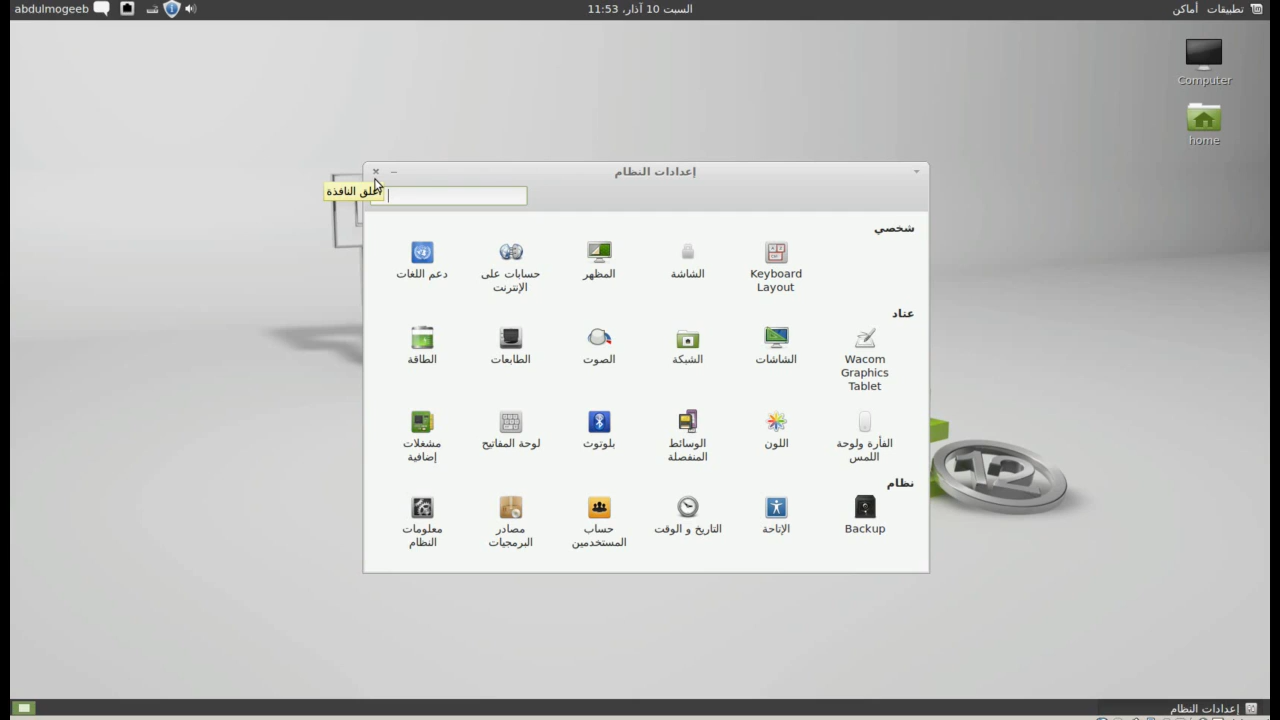 تطبيقات أماكن
السبت 10 آذار، 11:53
abdulmogeeb
Computer
home
إعدادات النظام
أغلق النافذة
شخصي
Keyboard Layout
الشاشة
المظهر
حسابات على الإنترنت
دعم اللغات
عتاد
Wacom Graphics Tablet
الشاشات
الشبكة
الصوت
الطابعات
الطاقة
الفأرة ولوحة اللمس
اللون
الوسائط المنفصلة
بلوتوث
لوحة المفاتيح
مشغلات إضافية
نظام
Backup
الإتاحة
التاريخ و الوقت
حساب المستخدمين
مصادر البرمجيات
معلومات النظام
12
إعدادات النظام